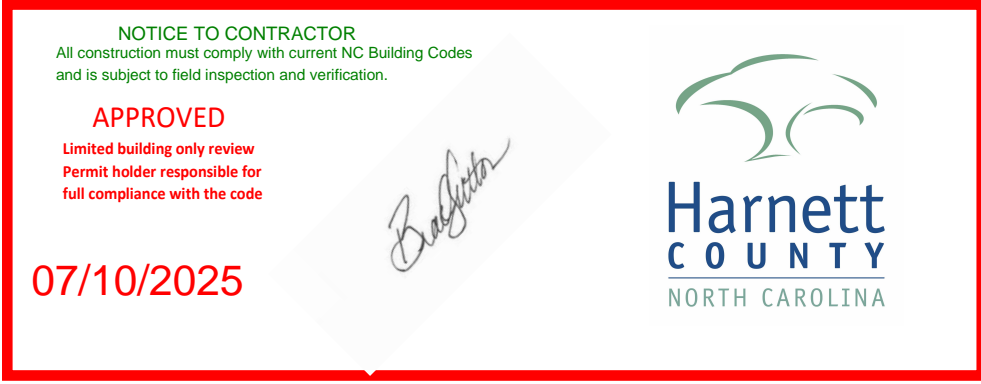 NOTICE TO CONTRACTOR
All construction must comply with current NC Building Codes
and is subject to field inspection and verification.
APPROVED
Limited building only review
Permit holder responsible for
full compliance with the code
07/10/2025
Harnett
COUNTY
NORTH CAROLINA